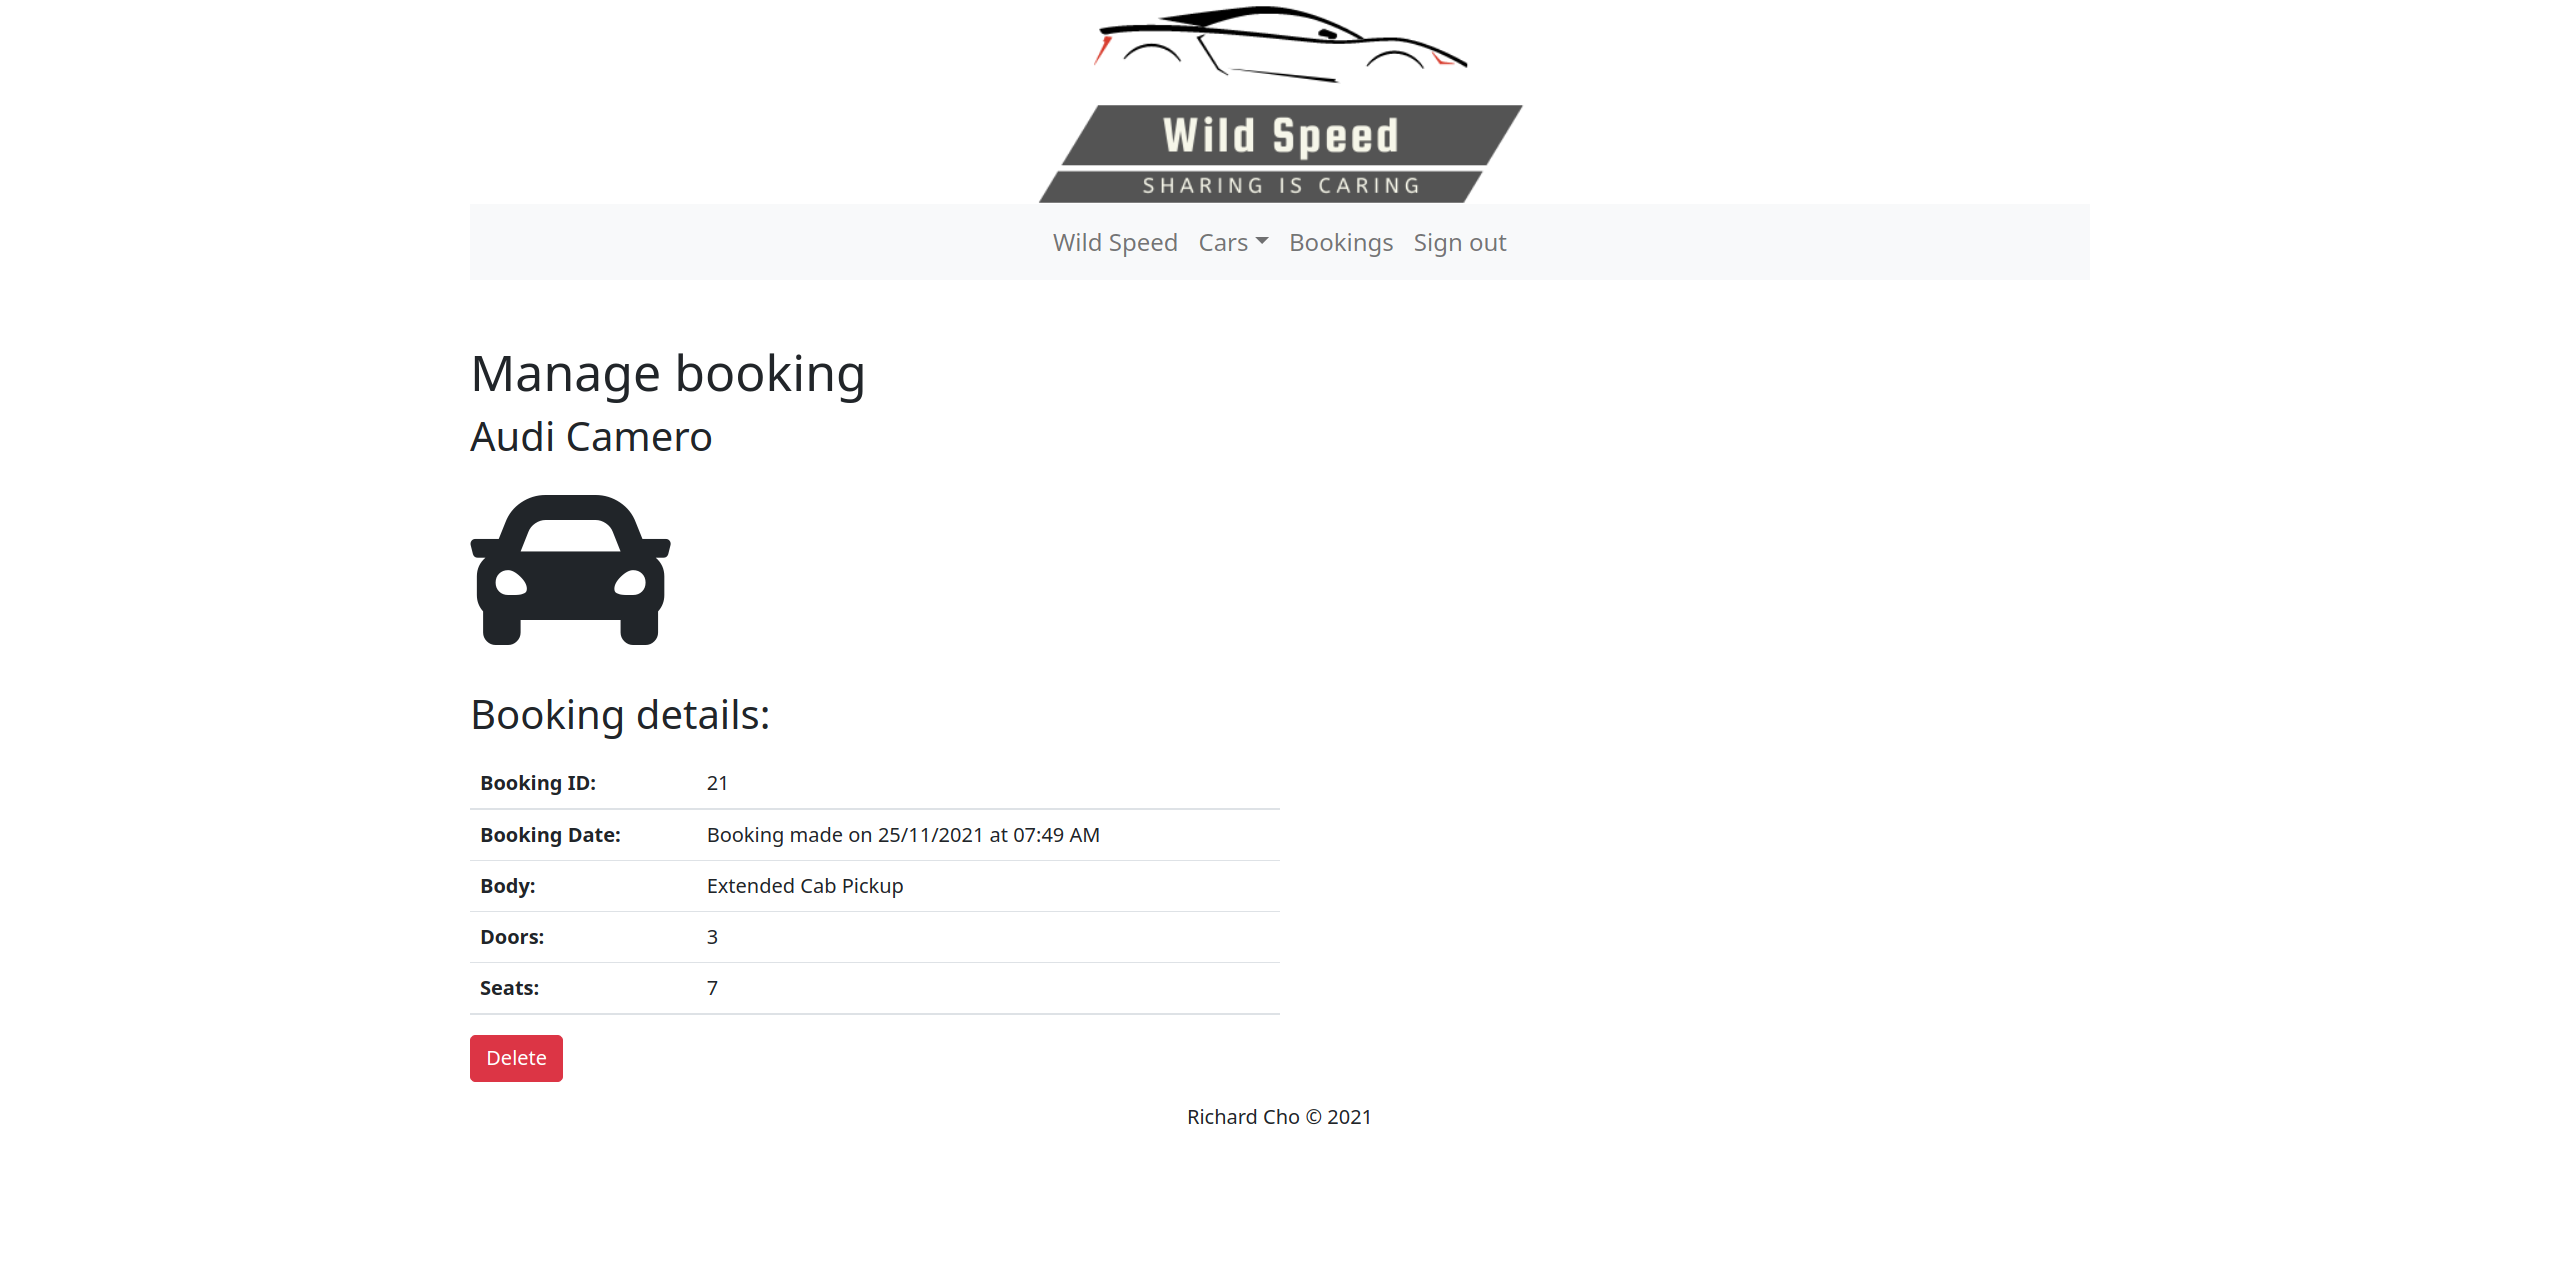 Wild Speed
SHARING IS CARING
Wild Speed Cars Bookings Sign out
Manage booking
Audi Camero
Booking details:
Booking ID: 21
Booking Date: Booking made on 25/11/2021 at 07:49 AM
Body: Extended Cab Pickup
Doors: 3
Seats: 7
Delete
Richard Cho © 2021